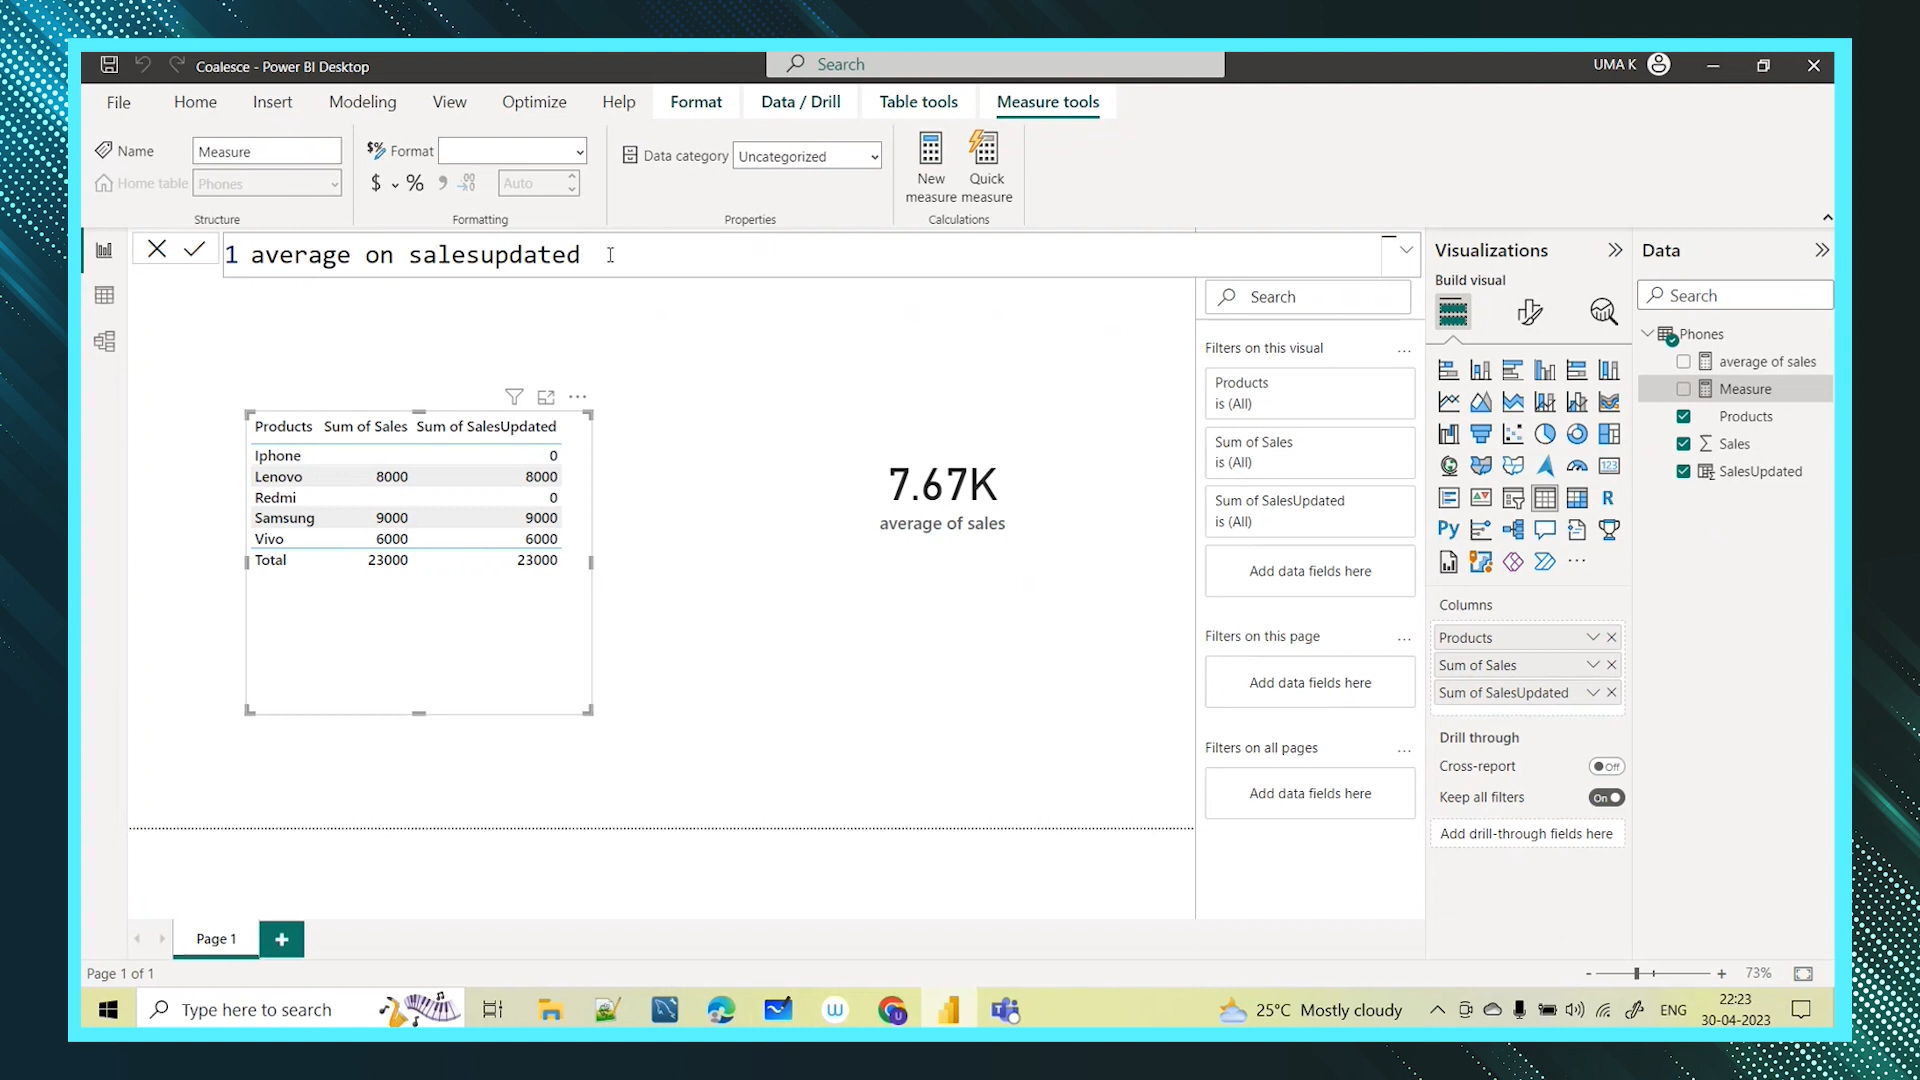 Coalesce - Power BI Desktop
Search
UMA K
File
Home
Insert
Modeling
View
Optimize
Help
Format
Data / Drill
Table tools
Measure tools
Name
Measure
Home table
Phones
Structure
$% Format
$ % , .00
Auto
Formatting
Data category
Uncategorized
Properties
New measure
Quick measure
Calculations
1 average on salesupdated
Products Sum of Sales Sum of SalesUpdated
Iphone 0
Lenovo 8000 8000
Redmi 0
Samsung 9000 9000
Vivo 6000 6000
Total 23000 23000
7.67K
average of sales
Search
Filters on this visual
Products
is (All)
Sum of Sales
is (All)
Sum of SalesUpdated
is (All)
Add data fields here
Filters on this page
Add data fields here
Filters on all pages
Add data fields here
Visualizations
Build visual
123
R
Py
Columns
Products
Sum of Sales
Sum of SalesUpdated
Drill through
Cross-report
Off
Keep all filters
On
Add drill-through fields here
Data
Search
Phones
average of sales
Measure
Products
Sales
SalesUpdated
Page 1
Page 1 of 1
73%
Type here to search
25°C Mostly cloudy
ENG
22:23
30-04-2023